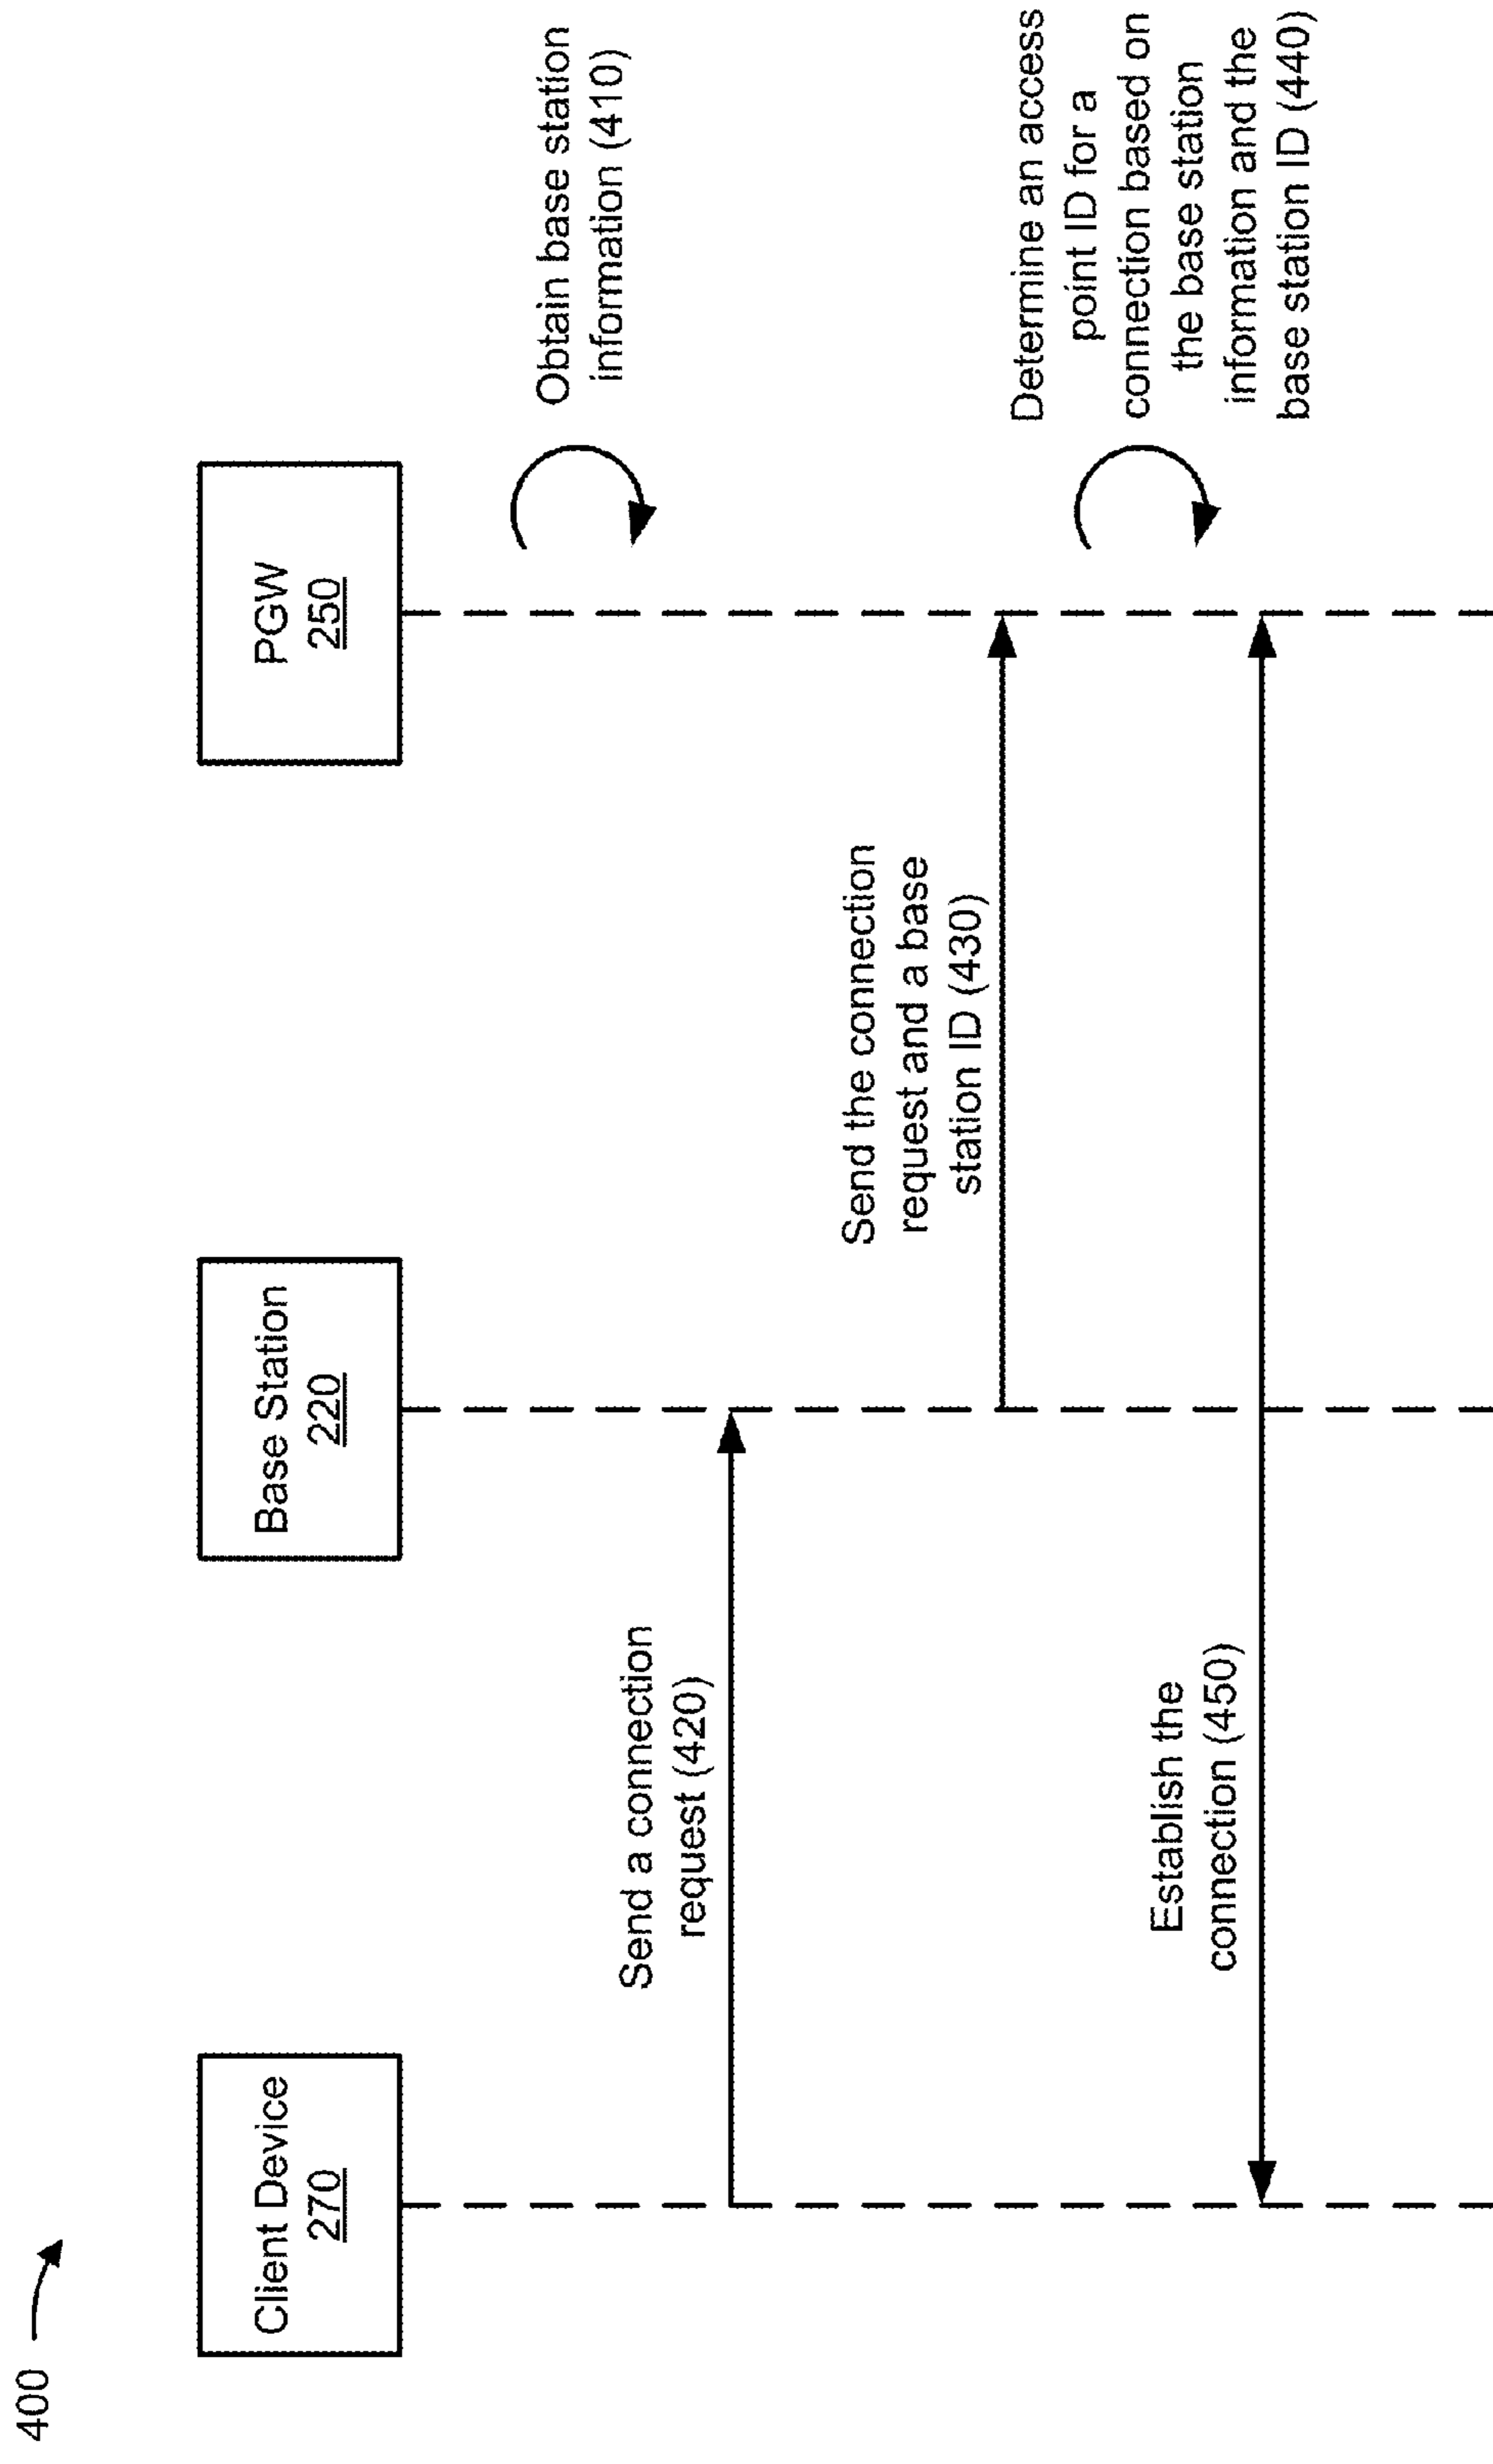 400
Client Device
270
Base Station
220
PGW
250
Obtain base station
information (410)
Send a connection
request (420)
Send the connection
request and a base
station ID (430)
Determine an access
point ID for a
connection based on
the base station
information and the
base station ID (440)
Establish the
connection (450)